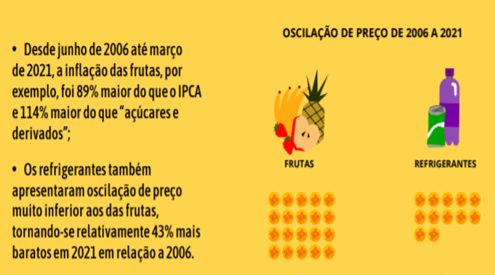 • Desde junho de 2006 até março
de 2021, a inflação das frutas, por
exemplo, foi 89% maior do que o IPCA
e 114% maior do que “açúcares e
derivados”;
• Os refrigerantes também
apresentaram oscilação de preço
muito inferior aos das frutas,
tornando-se relativamente 43% mais
baratos em 2021 em relação a 2006.
OSCILAÇÃO DE PREÇO DE 2006 A 2021
FRUTAS
REFRIGERANTES